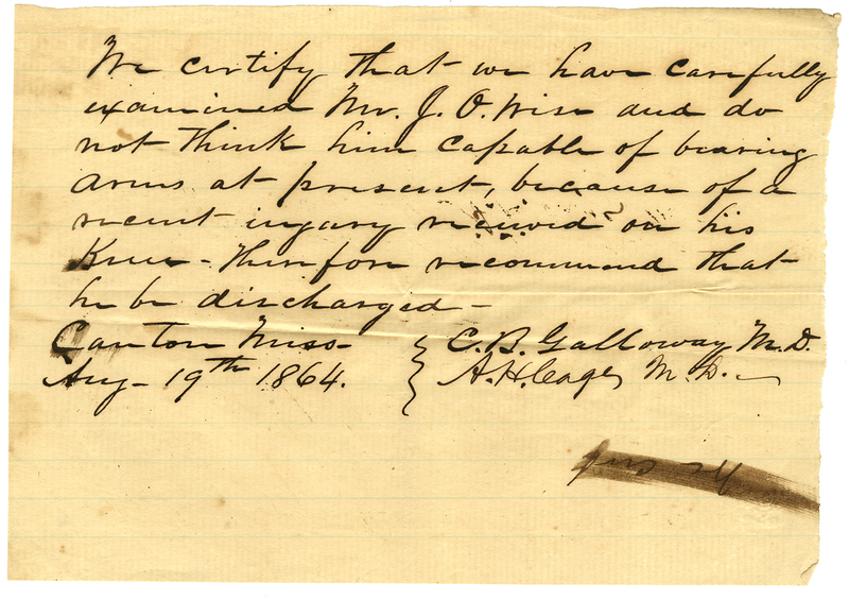 We certify that we have carefully
examined Mr. J. O. Wise and do
not think him capable of bearing
arms at present, because of a
recent injury received on his
Knee - Therefore recommend that
he be discharged -
Canton Miss- C. B. Galloway M.D.
Aug- 19th 1864. A. H. Cage, M. D. -